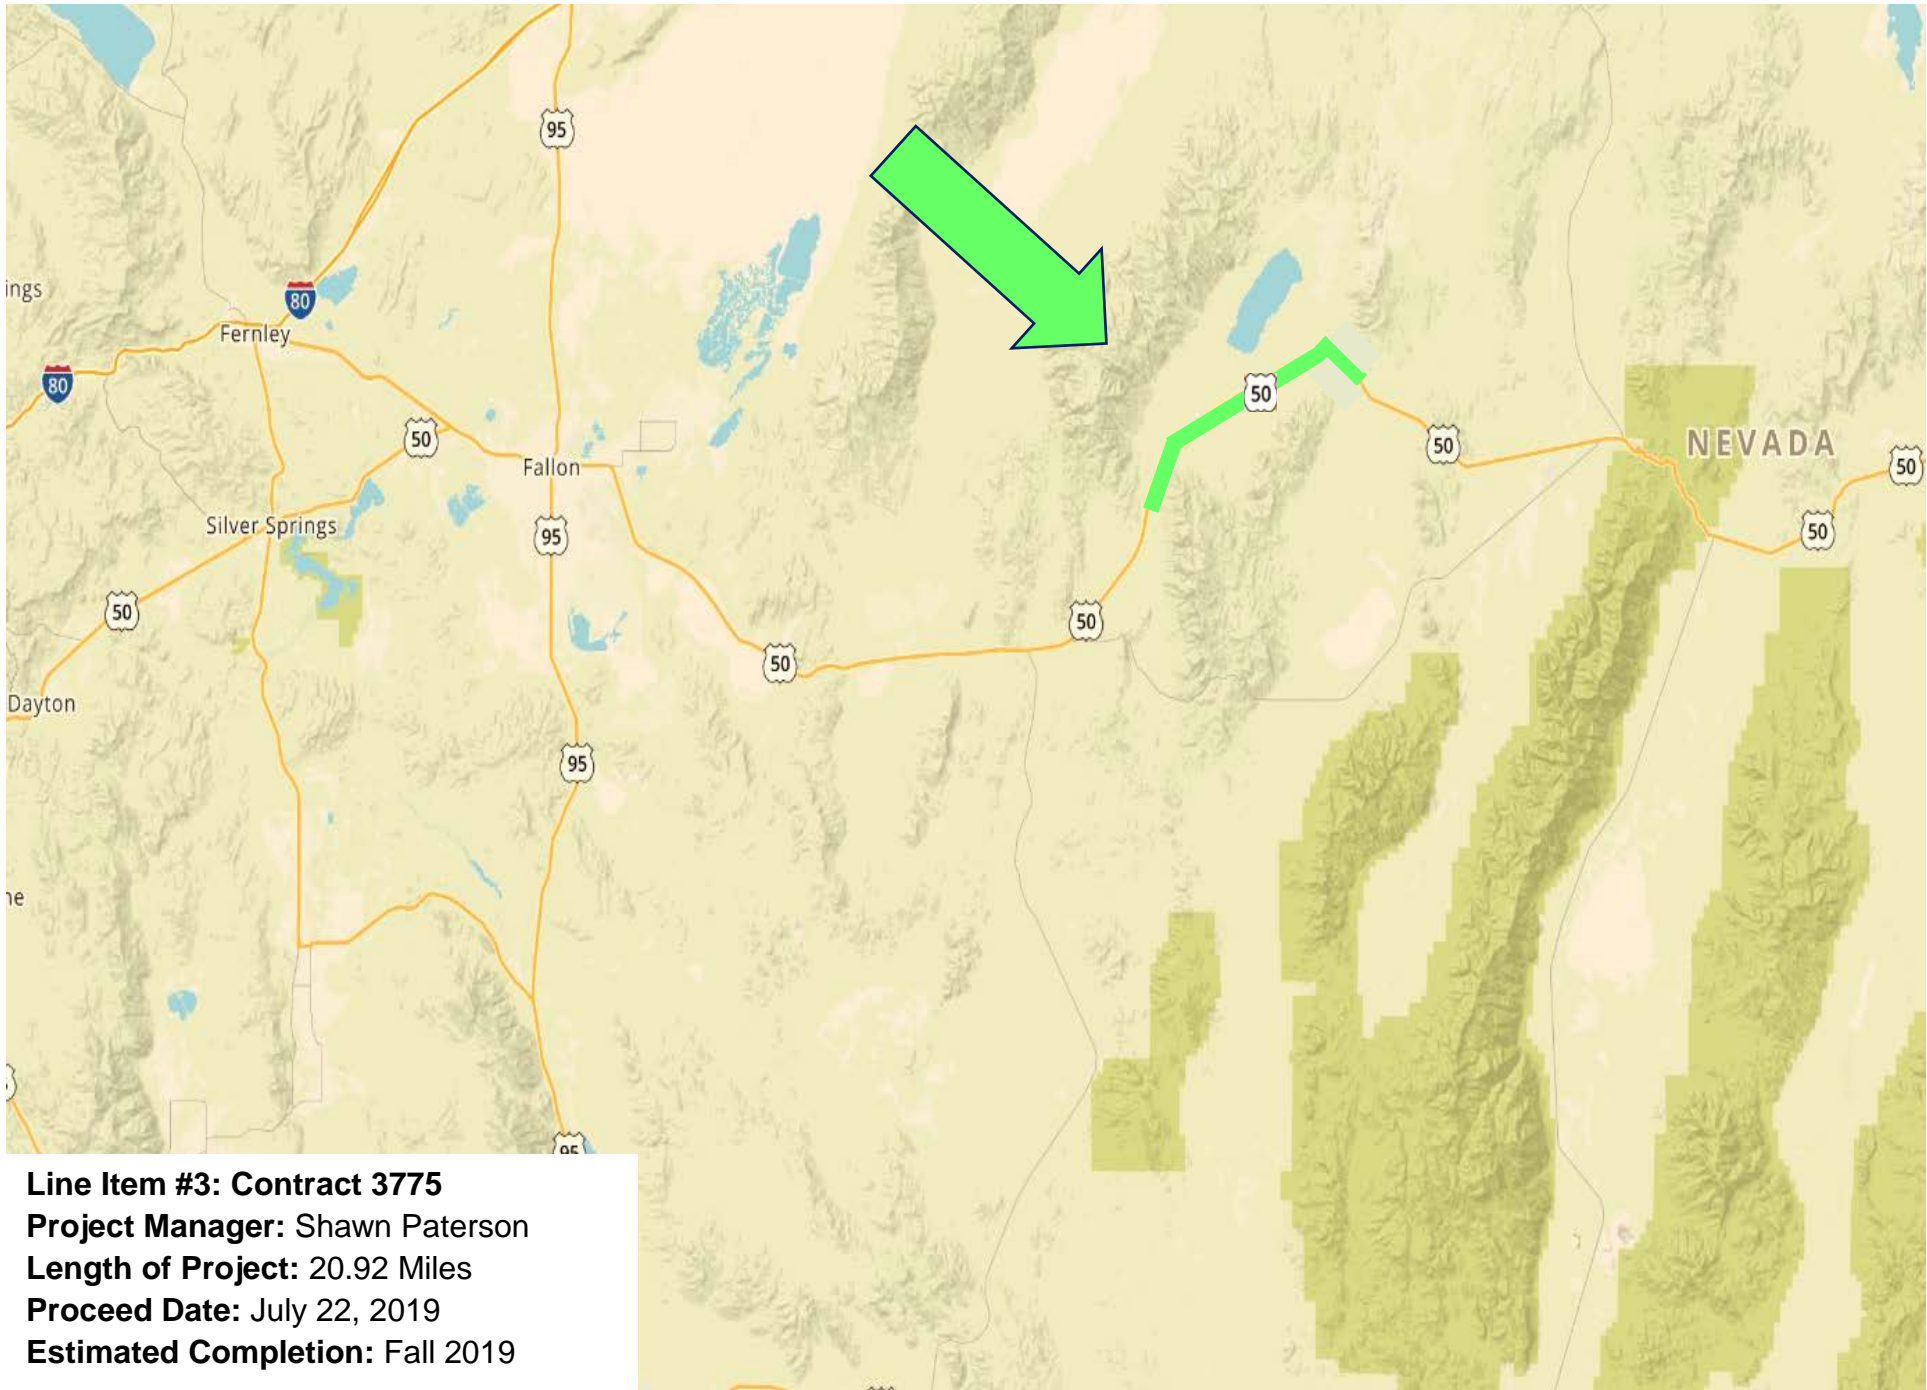 95
ings
80
Fernley
80
50
50
50
NEVADA
50
Fallon
Silver Springs
95
50
50
50
50
Dayton
95
ne
95
Line Item #3: Contract 3775
Project Manager: Shawn Paterson
Length of Project: 20.92 Miles
Proceed Date: July 22, 2019
Estimated Completion: Fall 2019